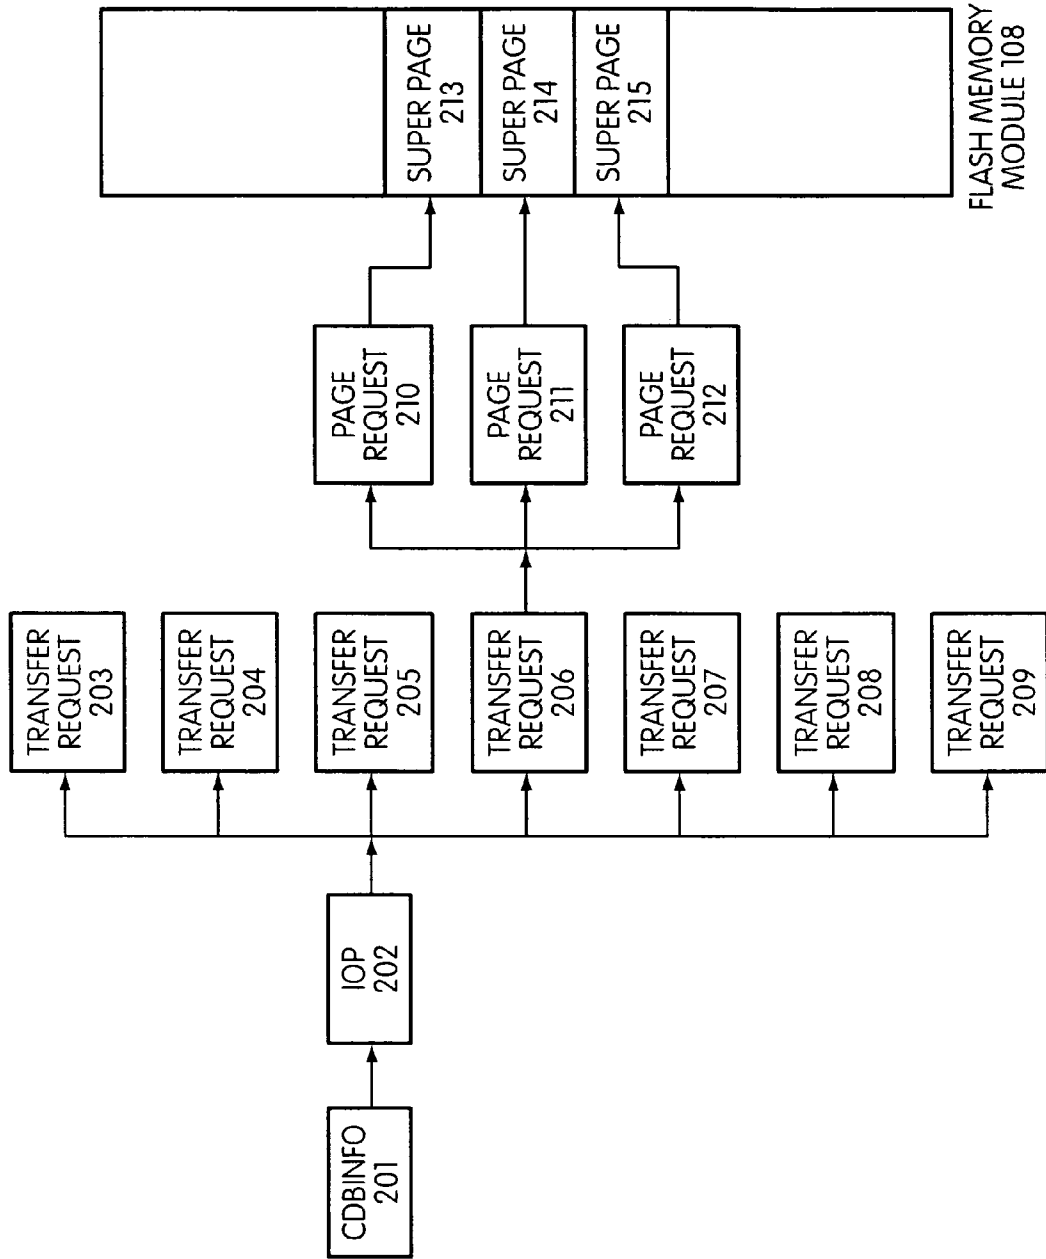 CDBINFO
201
IOP
202
TRANSFER
REQUEST
203
TRANSFER
REQUEST
204
TRANSFER
REQUEST
205
TRANSFER
REQUEST
206
TRANSFER
REQUEST
207
TRANSFER
REQUEST
208
TRANSFER
REQUEST
209
PAGE
REQUEST
210
PAGE
REQUEST
211
PAGE
REQUEST
212
SUPER PAGE
213
SUPER PAGE
214
SUPER PAGE
215
FLASH MEMORY
MODULE 108